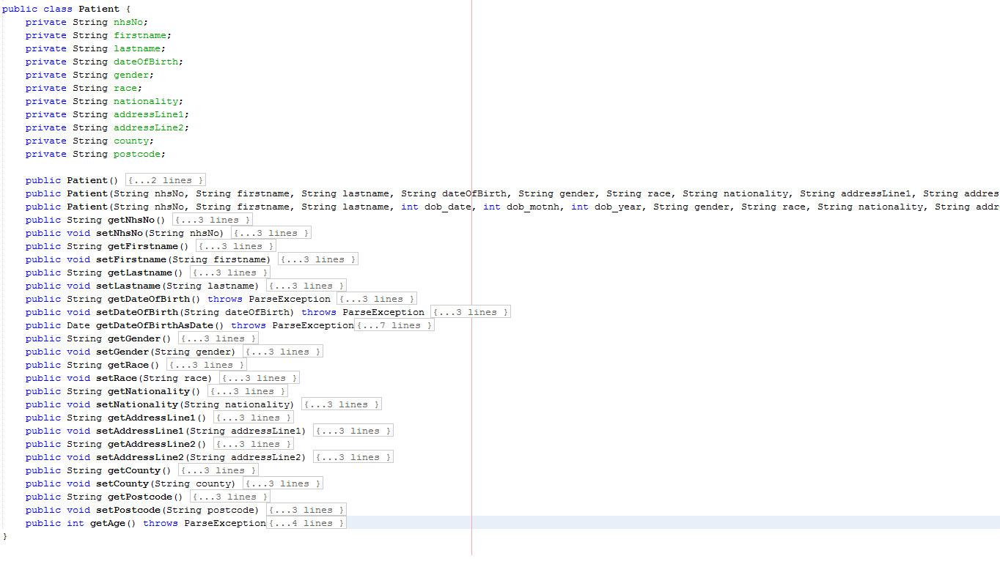 public class Patient {
private String nhsNo;
private String firstname;
private String lastname;
private String dateOfBirth;
private String gender;
private String race;
private String nationality;
private String addressLine1;
private String addressLine2;
private String county;
private String postcode;
public Patient() {...2 lines }
public Patient(String nhsNo, String firstname, String lastname, String dateOfBirth, String gender, String race, String nationality, String addressLine1, String addres
public Patient(String nhsNo, String firstname, String lastname, int dob_date, int dob_motnh, int dob_year, String gender, String race, String nationality, String addr
public String getNhsNo() {...3 lines }
public void setNhsNo(String nhsNo) {...3 lines }
public String getFirstname() {...3 lines }
public void setFirstname(String firstname) {...3 lines }
public String getLastname() {...3 lines }
public void setLastname(String lastname) {...3 lines }
public String getDateOfBirth() throws ParseException {...3 lines }
public void setDateOfBirth(String dateOfBirth) throws ParseException {...3 lines }
public Date getDateOfBirthAsDate() throws ParseException{...7 lines }
public String getGender() {...3 lines }
public void setGender(String gender) {...3 lines }
public String getRace() {...3 lines }
public void setRace(String race) {...3 lines }
public String getNationality() {...3 lines }
public void setNationality(String nationality) {...3 lines }
public String getAddressLine1() {...3 lines }
public void setAddressLine1(String addressLine1) {...3 lines }
public String getAddressLine2() {...3 lines }
public void setAddressLine2(String addressLine2) {...3 lines }
public String getCounty() {...3 lines }
public void setCounty(String county) {...3 lines }
public String getPostcode() {...3 lines }
public void setPostcode(String postcode) {...3 lines }
public int getAge() throws ParseException{...4 lines }
}